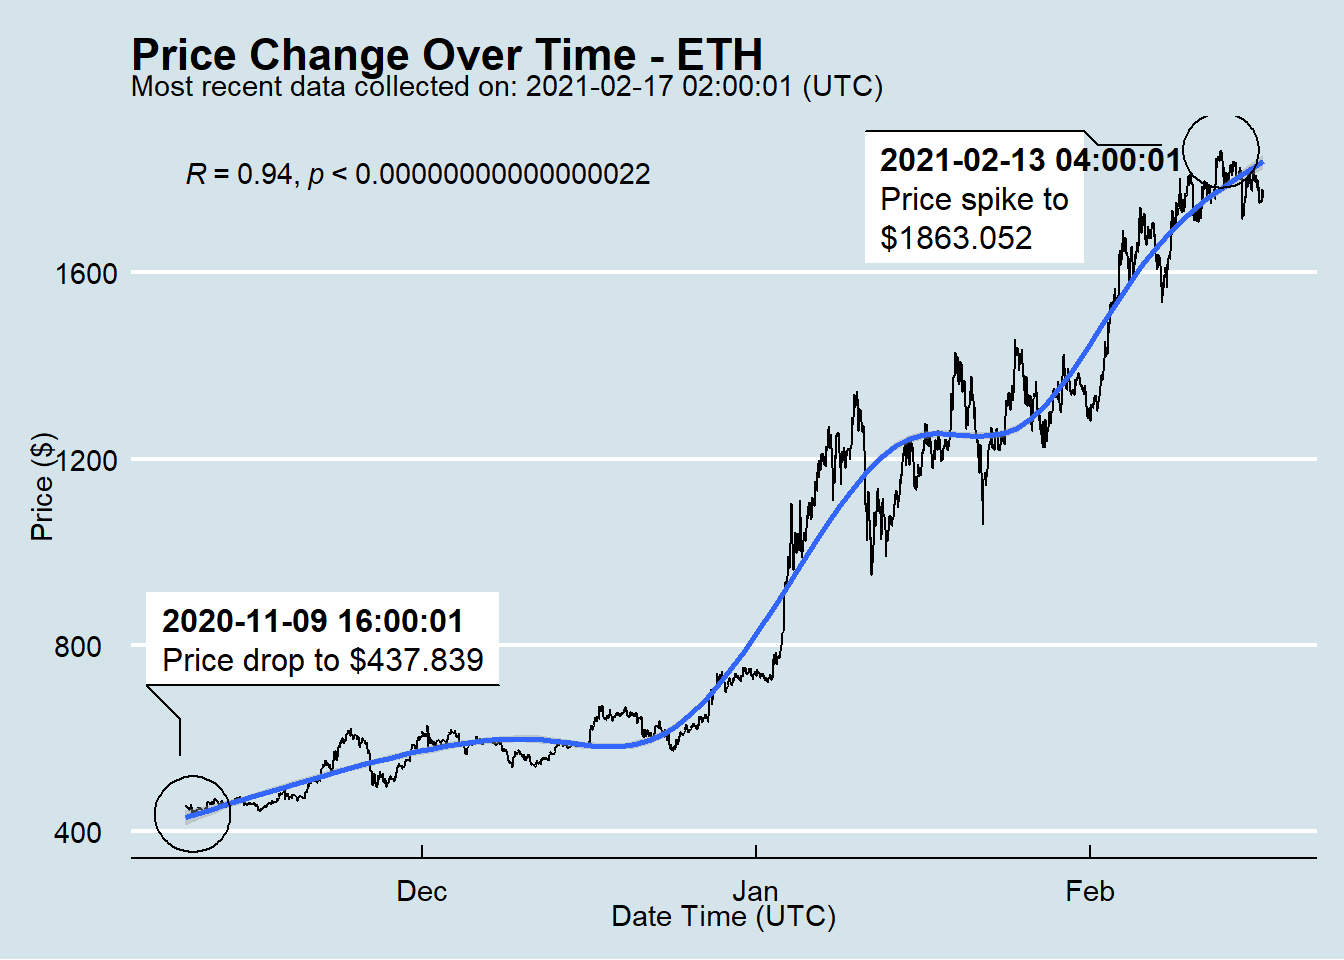 Price Change Over Time - ETH
Most recent data collected on: 2021-02-17 02:00:01 (UTC)
R = 0.94, p < 0.00000000000000022
2021-02-13 04:00:01
Price spike to
$1863.052
1600
1200
800
400
Price ($)
2020-11-09 16:00:01
Price drop to $437.839
Dec
Jan
Feb
Date Time (UTC)